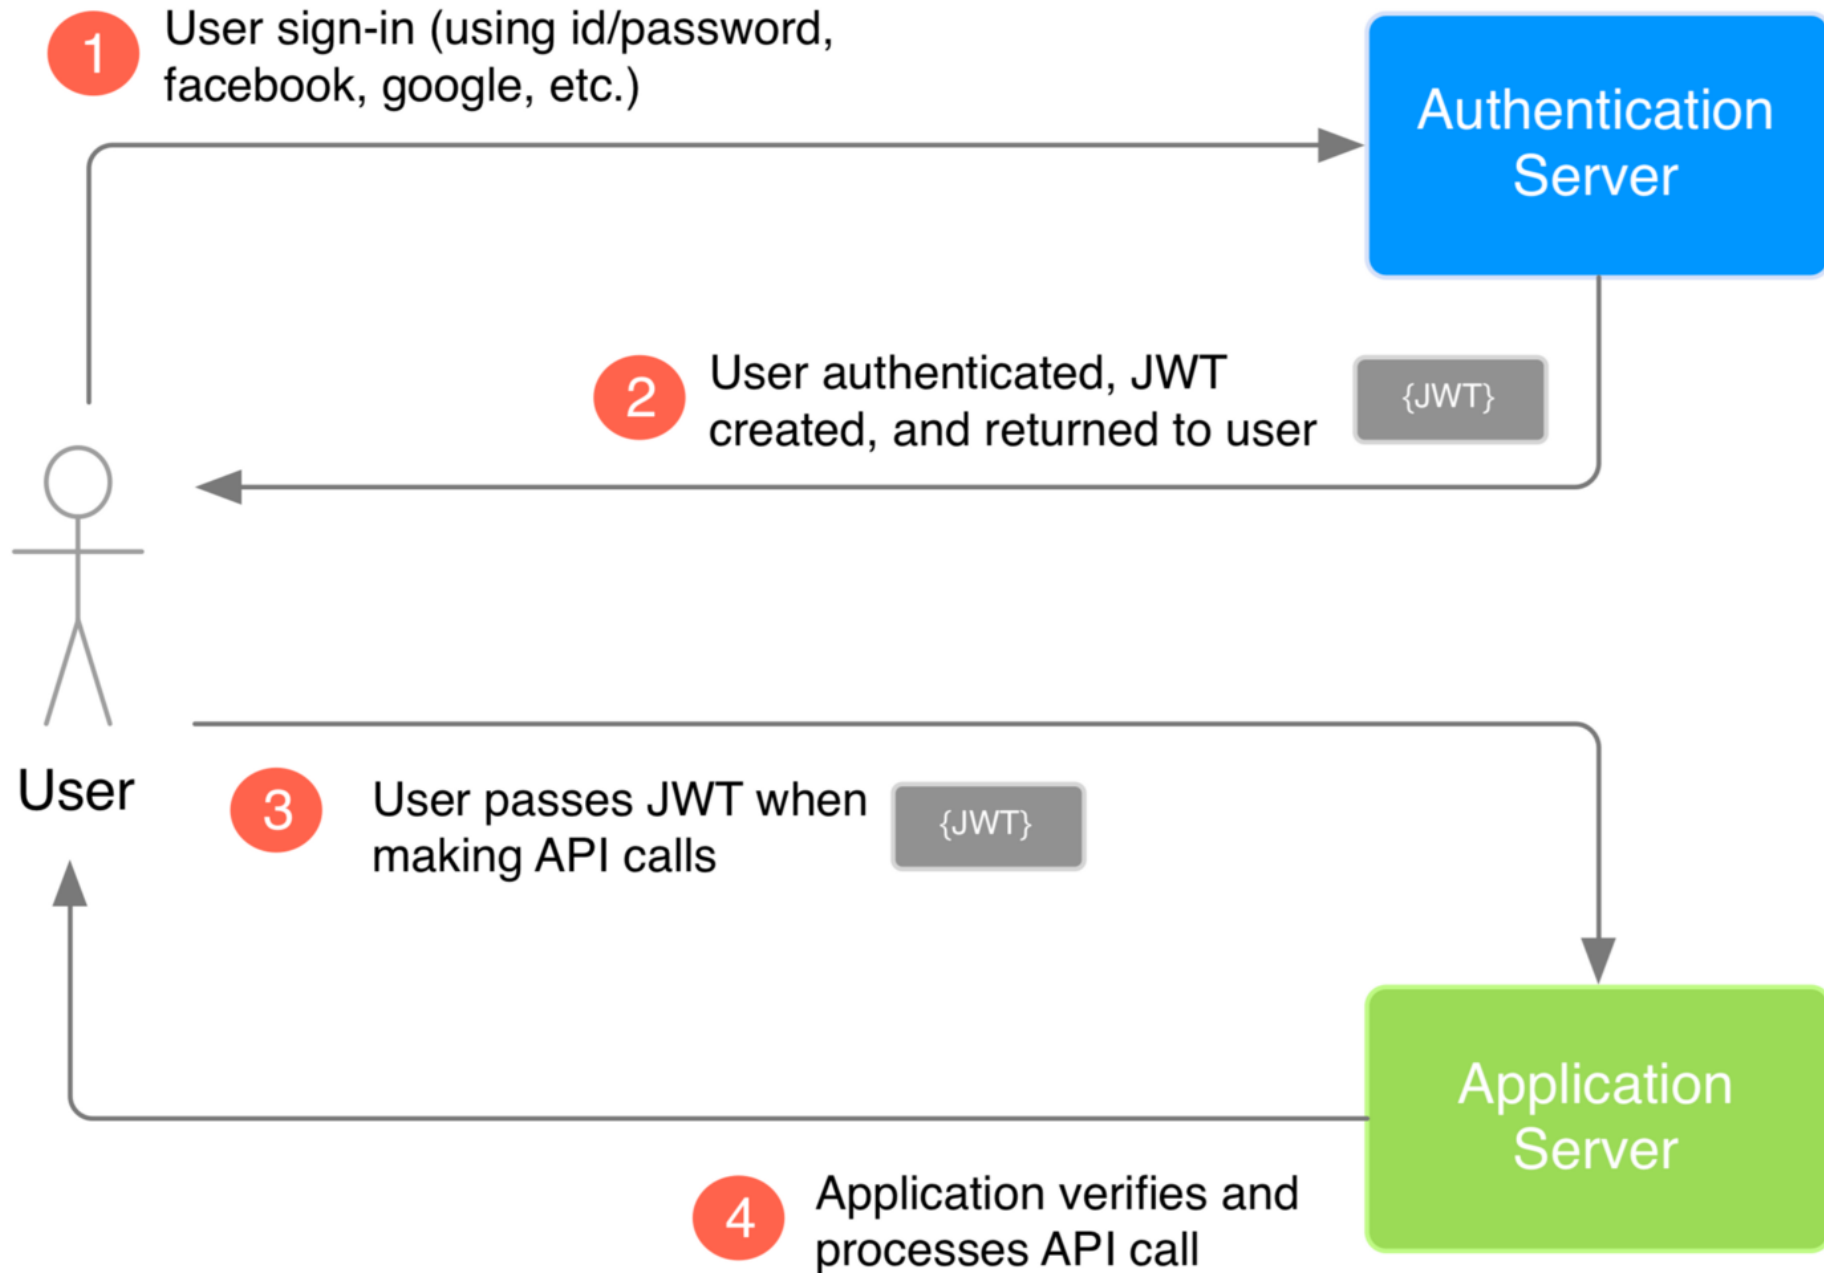 1
User sign-in (using id/password,
facebook, google, etc.)
Authentication
Server
2
User authenticated, JWT
created, and returned to user
{JWT}
User
3
User passes JWT when
making API calls
{JWT}
Application
Server
4
Application verifies and
processes API call